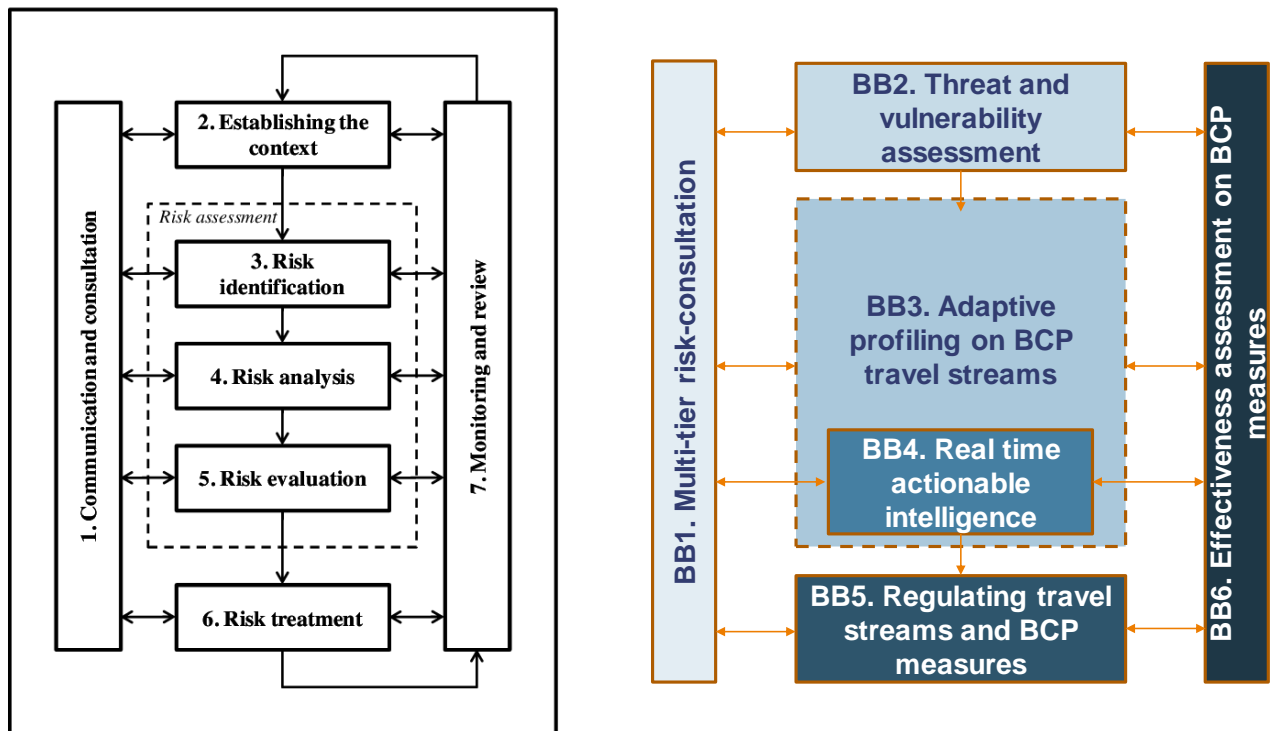 1. Communication and consultation
2. Establishing the
context
Risk assessment
3. Risk
identification
4. Risk analysis
5. Risk evaluation
6. Risk treatment
7. Monitoring and review
BB1. Multi-tier risk-consultation
BB2. Threat and
vulnerability
assessment
BB3. Adaptive
profiling on BCP
travel streams
BB4. Real time
actionable
intelligence
BB5. Regulating travel
streams and BCP
measures
BB6. Effectiveness assessment on BCP
measures